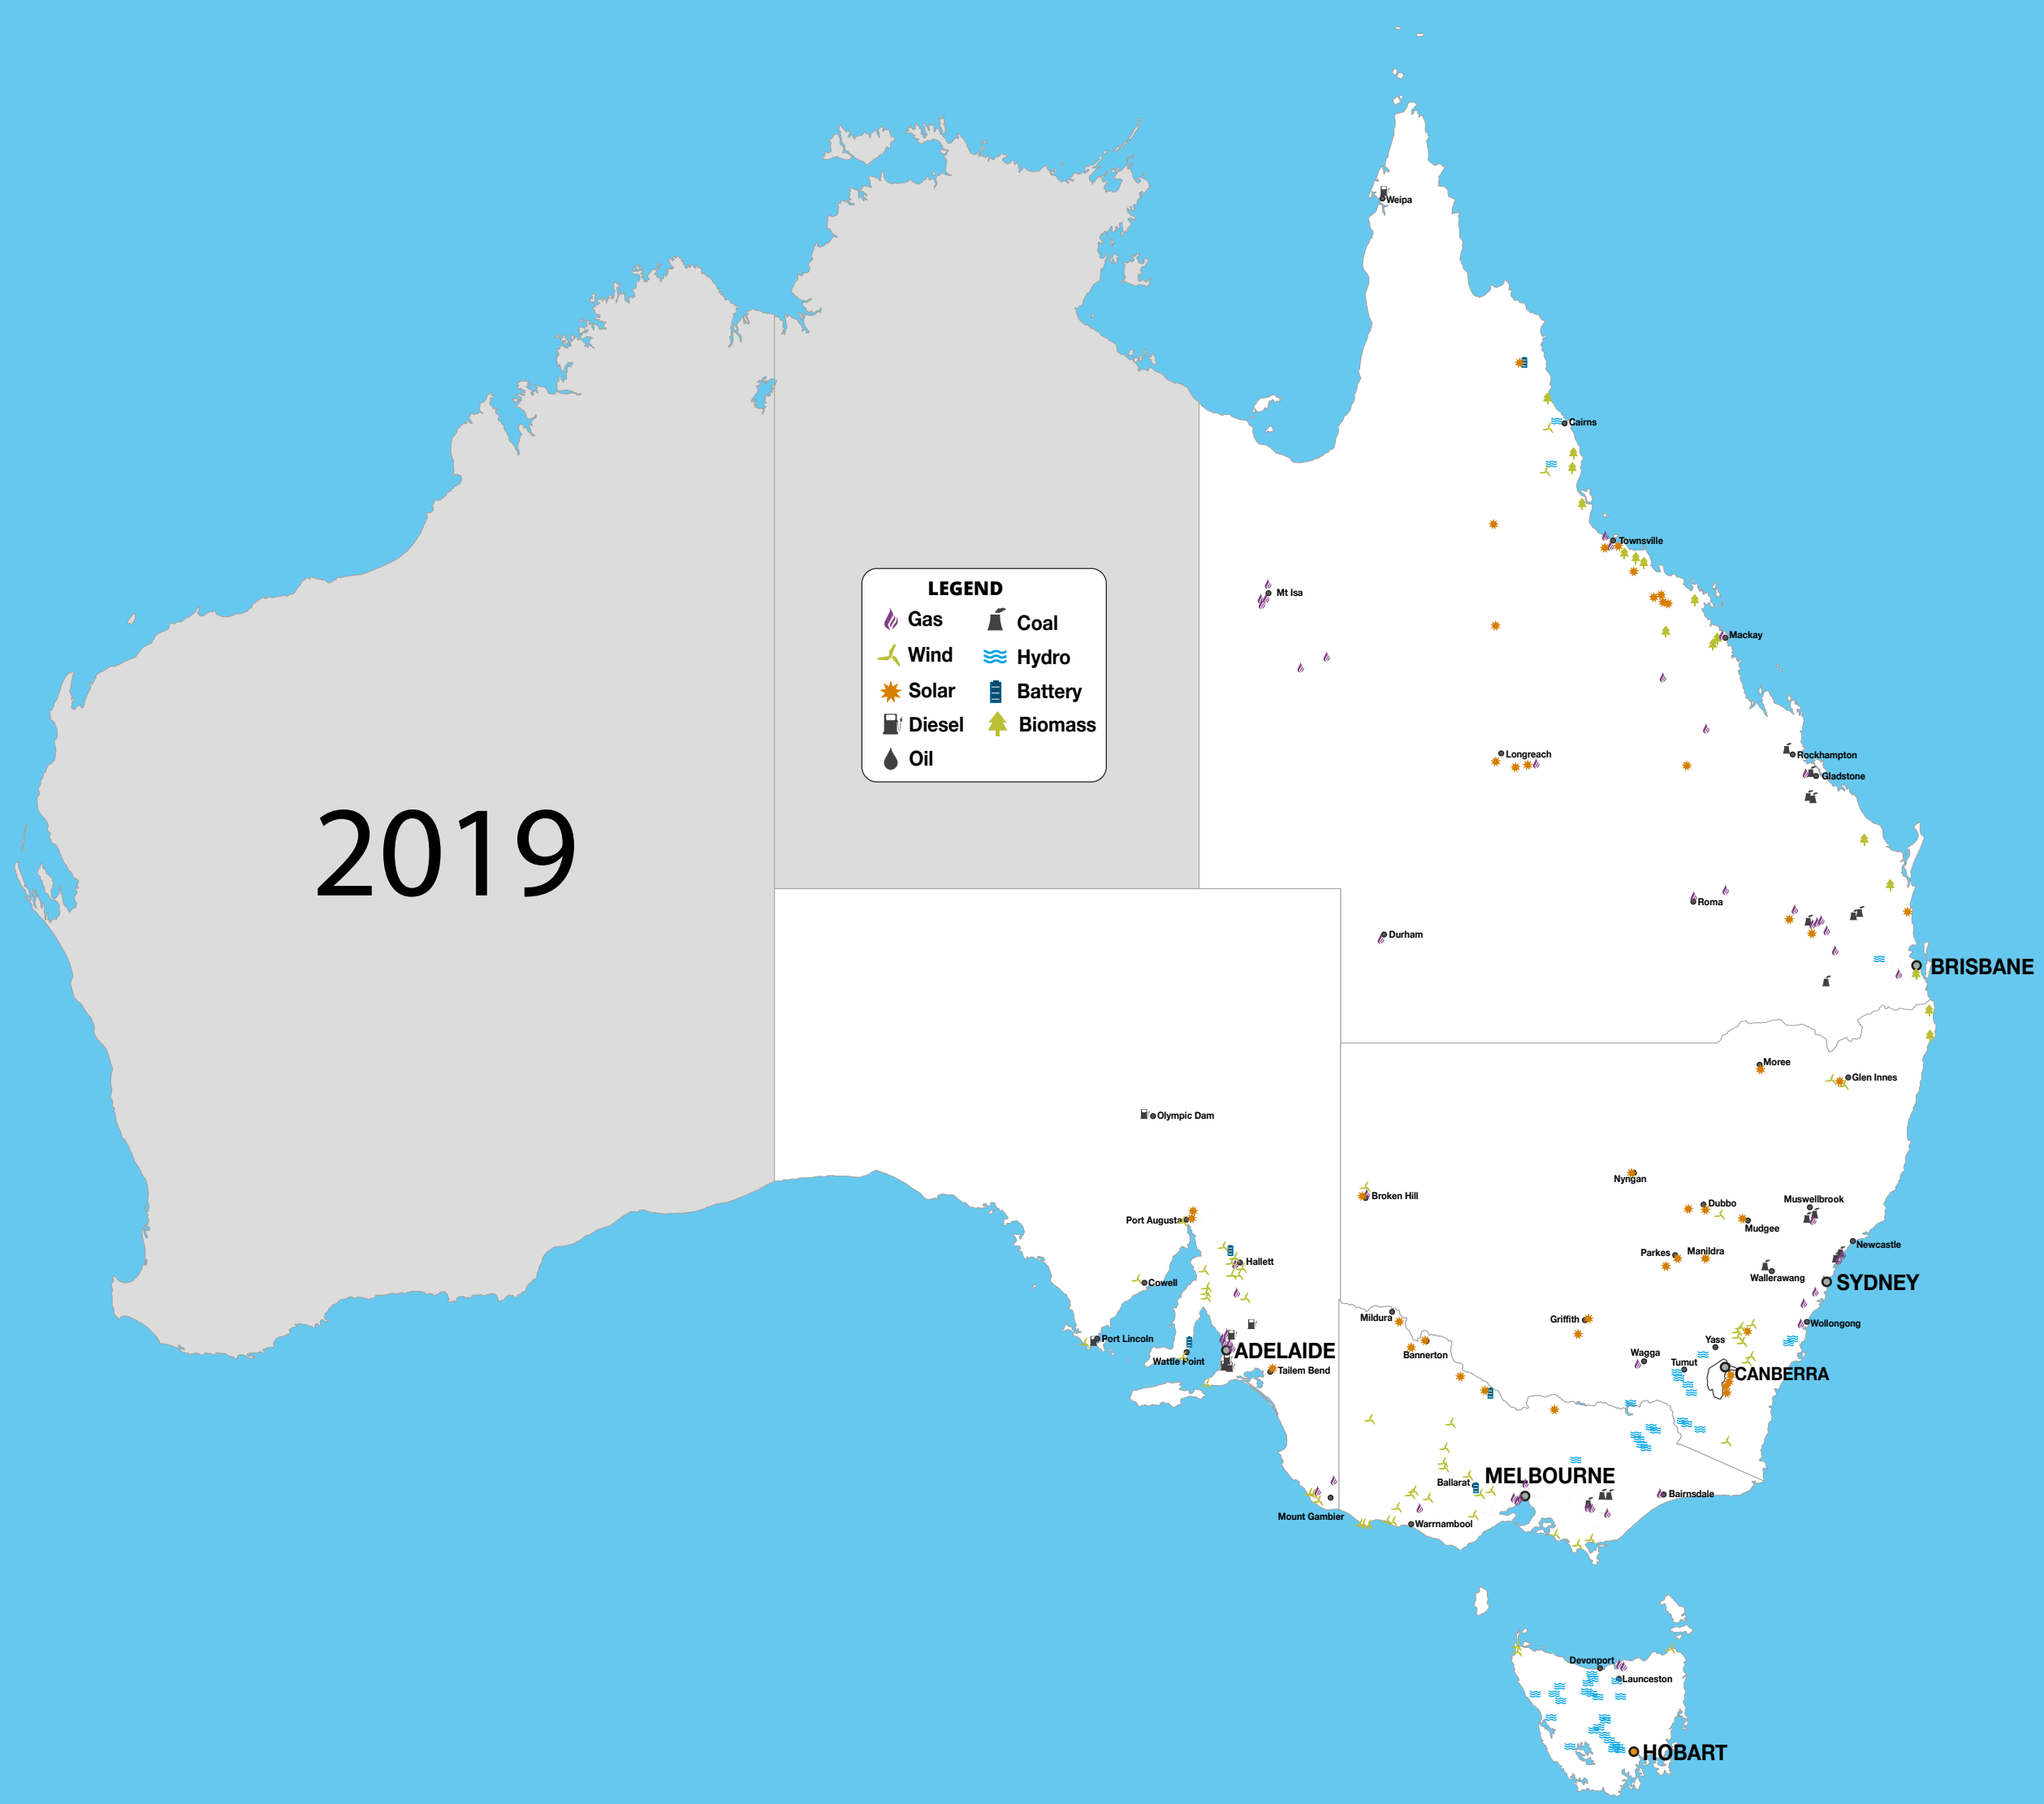 Weipa
Cairns
Townsville
LEGEND
Gas
Coal
Wind
Hydro
Solar
Battery
Diesel
Biomass
Oil
Mt Isa
Mackay
Longreach
Rockhampton
Gladstone
2019
Roma
Durham
BRISBANE
Moree
Glen Innes
Olympic Dam
Nyngan
Broken Hill
Dubbo
Muswellbrook
Port Augusta
Mudgee
Newcastle
Parkes
Manildra
Hallett
Wallerawang
Cowell
SYDNEY
Mildura
Griffith
Wollongong
Port Lincoln
Yass
ADELAIDE
Bannerton
Wagga
Wattle Point
Tumut
Tailem Bend
CANBERRA
MELBOURNE
Ballarat
Bairnsdale
Mount Gambier
Warrnambool
Devonport
Launceston
HOBART